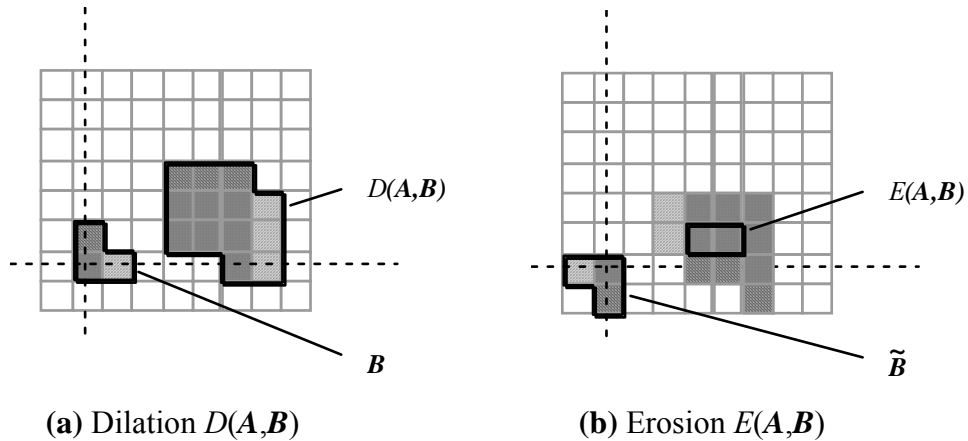 D(A,B)
E(A,B)
B
B̃
(a) Dilation D(A,B)
(b) Erosion E(A,B)